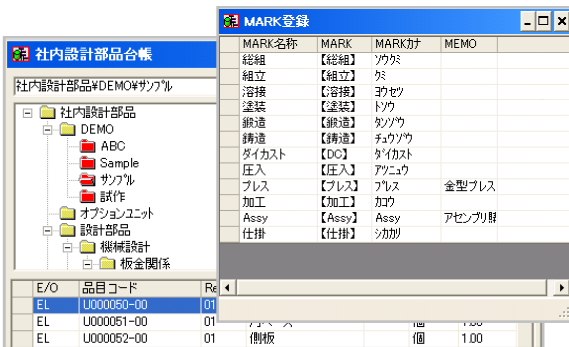 MARK登録
MARK名称 MARK MARKカナ MEMO
総組 【総組】 ソウクミ
組立 【組立】 クミ
溶接 【溶接】 ヨウセツ
塗装 【塗装】 トソウ
鍛造 【鍛造】 タンゾウ
鋳造 【鋳造】 チュウゾウ
ダイカスト 【DC】 ダイカスト
圧入 【圧入】 アツニュウ
プレス 【プレス】 プレス 金型プレス
加工 【加工】 カコウ
Assy 【Assy】 Assy アセンブリ
仕掛 【仕掛】 シカカリ
社内設計部品台帳
社内設計部品¥DEMO¥サンプル
社内設計部品
DEMO
ABC
Sample
サンプル
試作
オプションユニット
設計部品
機械設計
板金関係
E/O 品目コード Re
EL U000050-00 01
EL U000051-00 01 個 1.00
EL U000052-00 01 側板 個 1.00